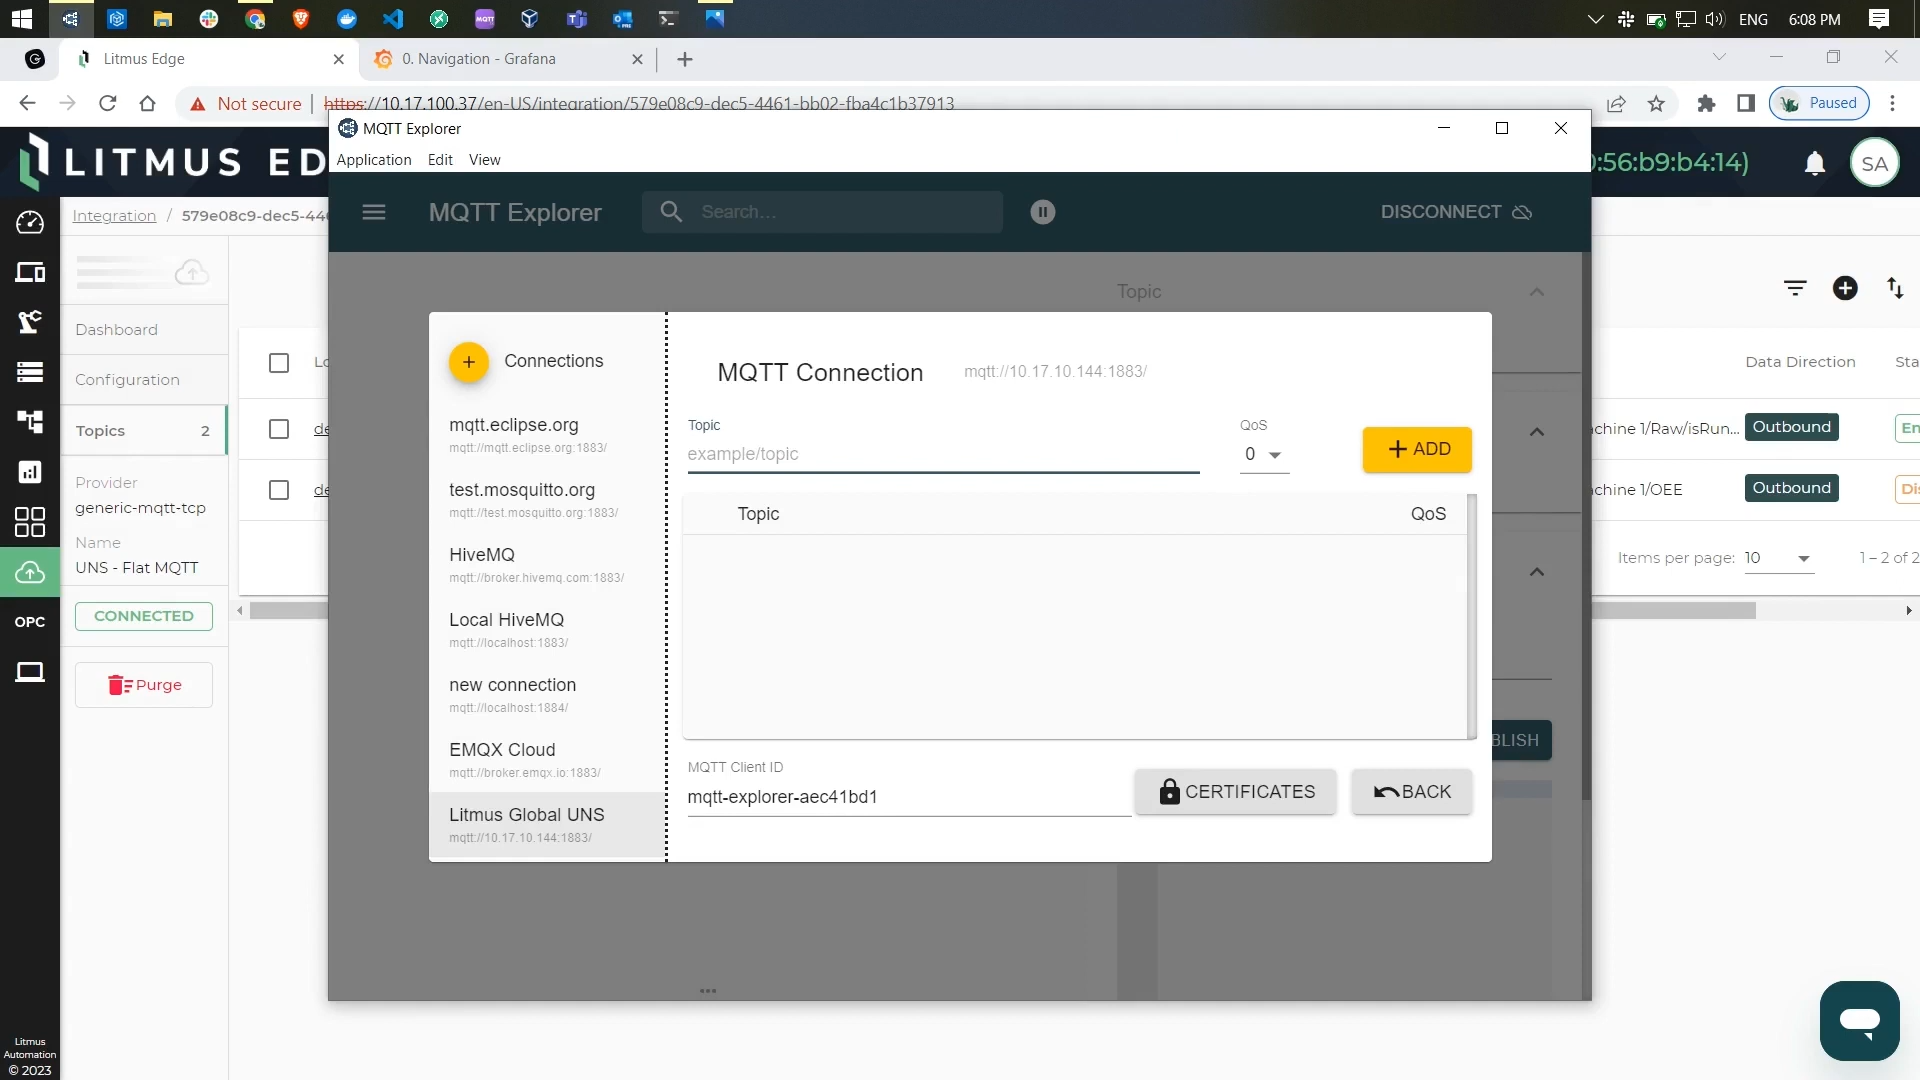 ENG 6:08 PM
Litmus Edge
0. Navigation - Grafana
Not secure
https://10.17.100.37/en-US/integration/579e08c9-dec5-4461-bb02-fba4c1b37913
Paused
LITMUS ED
0:56:b9:b4:14)
SA
MQTT Explorer
Application Edit View
MQTT Explorer
Search...
DISCONNECT
Integration / 579e08c9-dec5-446
Dashboard
Configuration
Topics 2
Provider
generic-mqtt-tcp
Name
UNS - Flat MQTT
CONNECTED
Purge
OPC
Litmus
Automation
© 2023
Lo
de
de
Topic
Connections
mqtt.eclipse.org
mqtt://mqtt.eclipse.org:1883/
test.mosquitto.org
mqtt://test.mosquitto.org:1883/
HiveMQ
mqtt://broker.hivemq.com:1883/
Local HiveMQ
mqtt://localhost:1883/
new connection
mqtt://localhost:1884/
EMQX Cloud
mqtt://broker.emqx.io:1883/
Litmus Global UNS
mqtt://10.17.10.144:1883/
MQTT Connection mqtt://10.17.10.144:1883/
Topic
example/topic
QoS
0
ADD
Topic QoS
MQTT Client ID
mqtt-explorer-aec41bd1
CERTIFICATES
BACK
BLISH
Data Direction Sta
achine 1/Raw/isRun... Outbound En
achine 1/OEE Outbound Dis
Items per page: 10 1 – 2 of 2